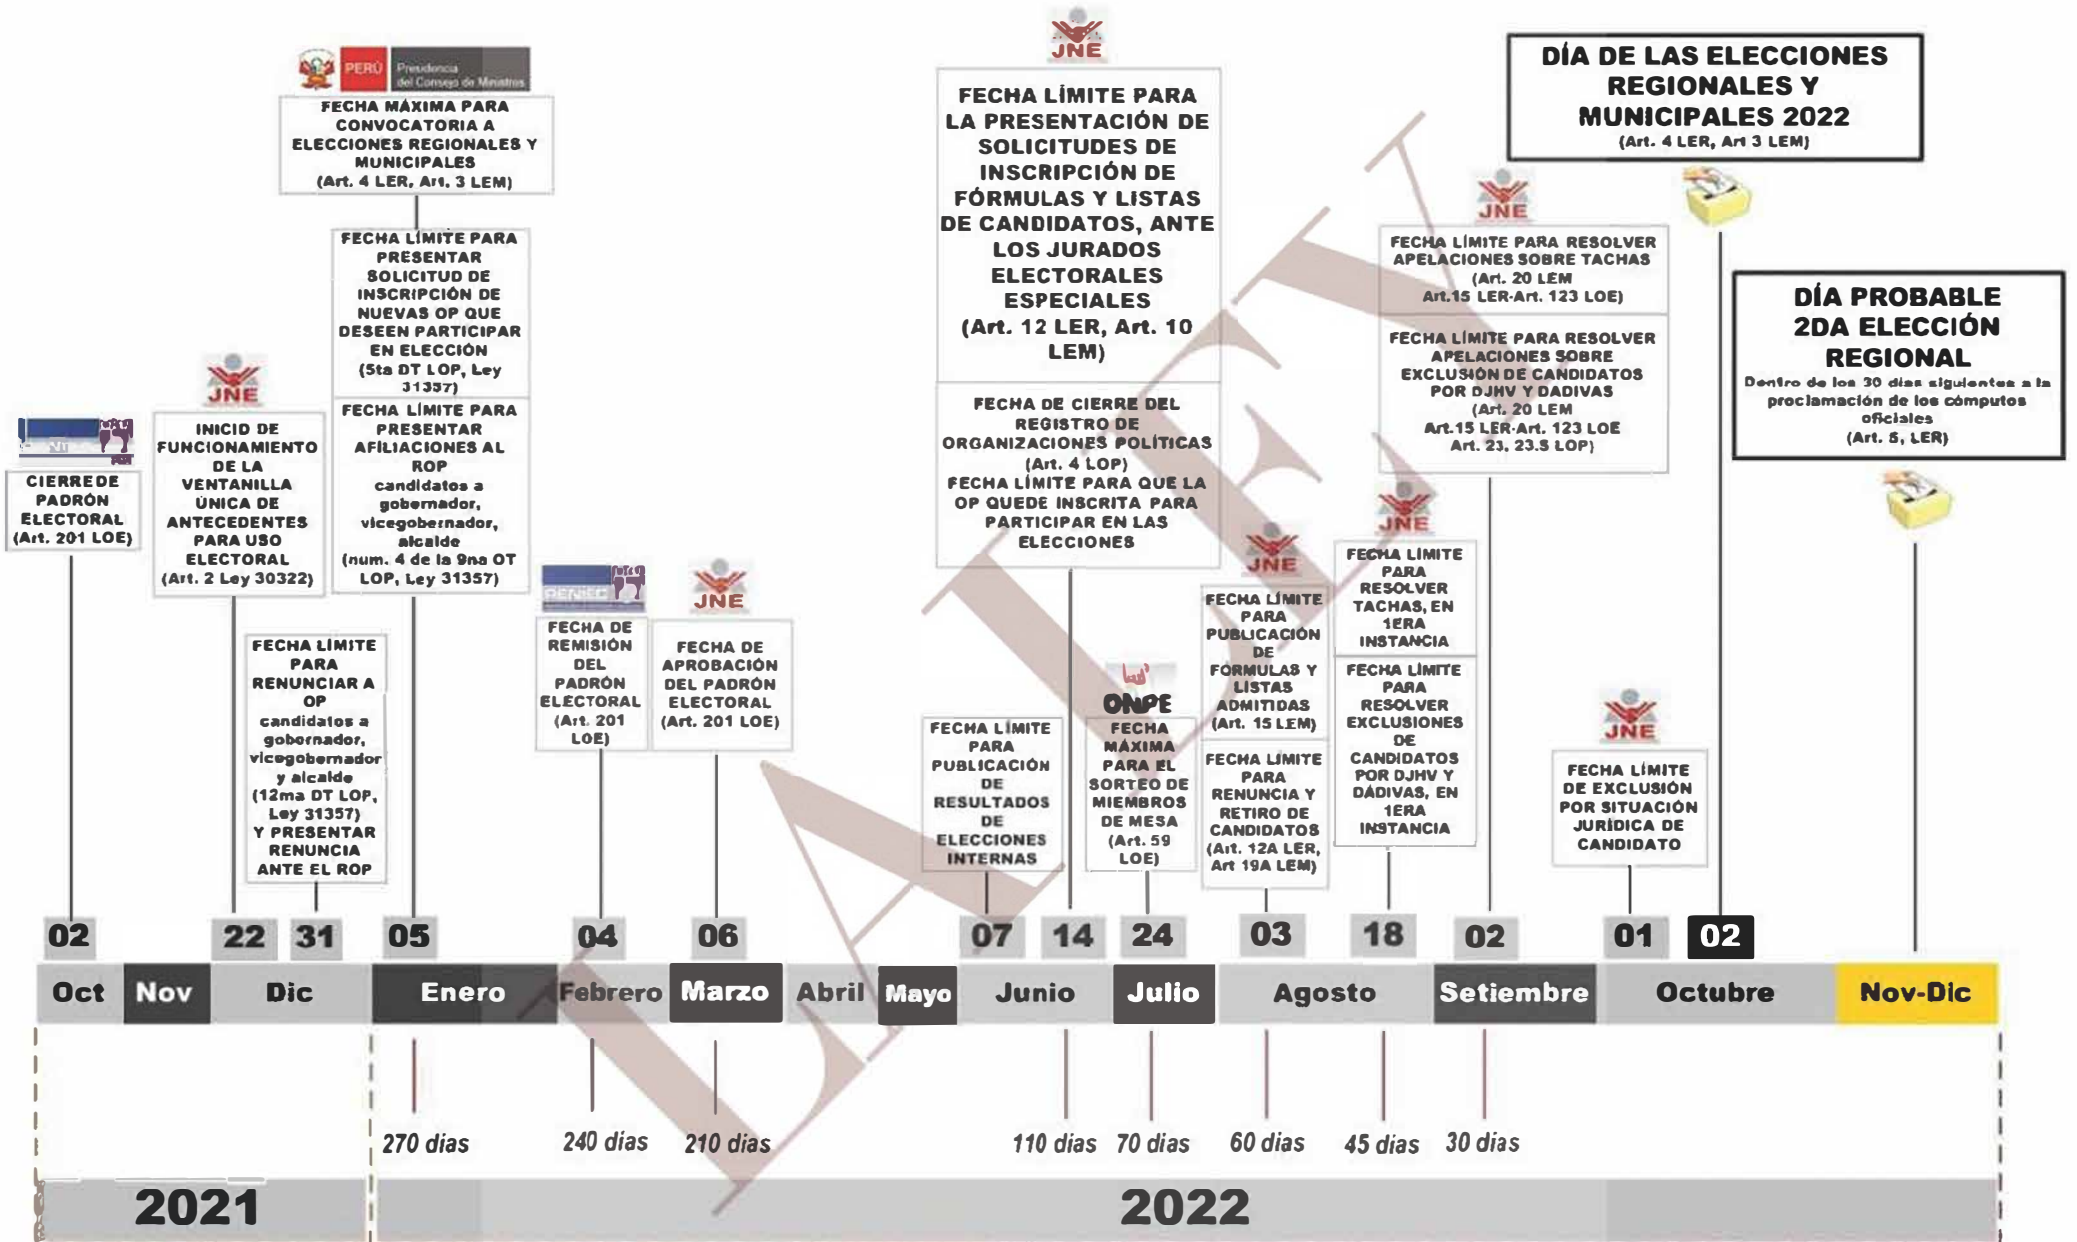 PERÚ
Presidencia
del Consejo de Ministros
FECHA MÁXIMA PARA
CONVOCATORIA A
ELECCIONES REGIONALES Y
MUNICIPALES
(Art. 4 LER, Art. 3 LEM)
FECHA LÍMITE PARA
PRESENTAR
SOLICITUD DE
INSCRIPCIÓN DE
NUEVAS OP QUE
DESEEN PARTICIPAR
EN ELECCIÓN
(5ta DT LOP, Ley
31357)
FECHA LÍMITE PARA
PRESENTAR
AFILIACIONES AL
ROP
candidatos a
gobernador,
vicegobernador,
alcalde
(num. 4 de la 9na OT
LOP, Ley 31357)
CIERRE DE
PADRÓN
ELECTORAL
(Art. 201 LOE)
JNE
INICID DE
FUNCIONAMIENTO
DE LA
VENTANILLA
ÚNICA DE
ANTECEDENTES
PARA USO
ELECTORAL
(Art. 2 Ley 30322)
FECHA LÍMITE
PARA
RENUNCIAR A
OP
candidatos a
gobernador,
vicegobernador
y alcalde
(12ma DT LOP,
Ley 31357)
Y PRESENTAR
RENUNCIA
ANTE EL ROP
RENIEC
FECHA DE
REMISIÓN
DEL
PADRÓN
ELECTORAL
(Art. 201
LOE)
JNE
FECHA DE
APROBACIÓN
DEL PADRÓN
ELECTORAL
(Art. 201 LOE)
JNE
FECHA LÍMITE PARA
LA PRESENTACIÓN DE
SOLICITUDES DE
INSCRIPCIÓN DE
FÓRMULAS Y LISTAS
DE CANDIDATOS, ANTE
LOS JURADOS
ELECTORALES
ESPECIALES
(Art. 12 LER, Art. 10
LEM)
FECHA DE CIERRE DEL
REGISTRO DE
ORGANIZACIONES POLÍTICAS
(Art. 4 LOP)
FECHA LÍMITE PARA QUE LA
OP QUEDE INSCRITA PARA
PARTICIPAR EN LAS
ELECCIONES
FECHA LÍMITE
PARA
PUBLICACIÓN
DE
RESULTADOS
DE
ELECCIONES
INTERNAS
ONPE
FECHA
MÁXIMA
PARA EL
SORTEO DE
MIEMBROS
DE MESA
(Art. 59
LOE)
JNE
FECHA LÍMITE
PARA
PUBLICACIÓN
DE
FORMULAS Y
LISTAS
ADMITIDAS
(Art. 15 LEM)
FECHA LÍMITE
PARA
RENUNCIA Y
RETIRO DE
CANDIDATOS
(Art. 12A LER,
Art 19A LEM)
JNE
FECHA LÍMITE
PARA
RESOLVER
TACHAS, EN
1ERA
INSTANCIA
FECHA LÍMITE
PARA
RESOLVER
EXCLUSIONES
DE
CANDIDATOS
POR DJHV Y
DÁDIVAS, EN
1ERA
INSTANCIA
JNE
FECHA LÍMITE PARA RESOLVER
APELACIONES SOBRE TACHAS
(Art. 20 LEM
Art.15 LER-Art. 123 LOE)
FECHA LÍMITE PARA RESOLVER
APELACIONES SOBRE
EXCLUSIÓN DE CANDIDATOS
POR DJHV Y DADIVAS
(Art. 20 LEM
Art.15 LER-Art. 123 LOE
Art. 23, 23.5 LOP)
JNE
FECHA LÍMITE
DE EXCLUSIÓN
POR SITUACIÓN
JURÍDICA DE
CANDIDATO
DÍA DE LAS ELECCIONES
REGIONALES Y
MUNICIPALES 2022
(Art. 4 LER, Art 3 LEM)
DÍA PROBABLE
2DA ELECCIÓN
REGIONAL
Dentro de los 30 dias siguientes a la
proclamación de los cómputos
oficiales
(Art. 5, LER)
02 22 31 05 04 06 07 14 24 03 18 02 01 02
Oct Nov Dic Enero Febrero Marzo Abril Mayo Junio Julio Agosto Setiembre Octubre Nov-Dic
270 dias 240 dias 210 dias 110 dias 70 dias 60 dias 45 dias 30 dias
2021 2022
LA LEY